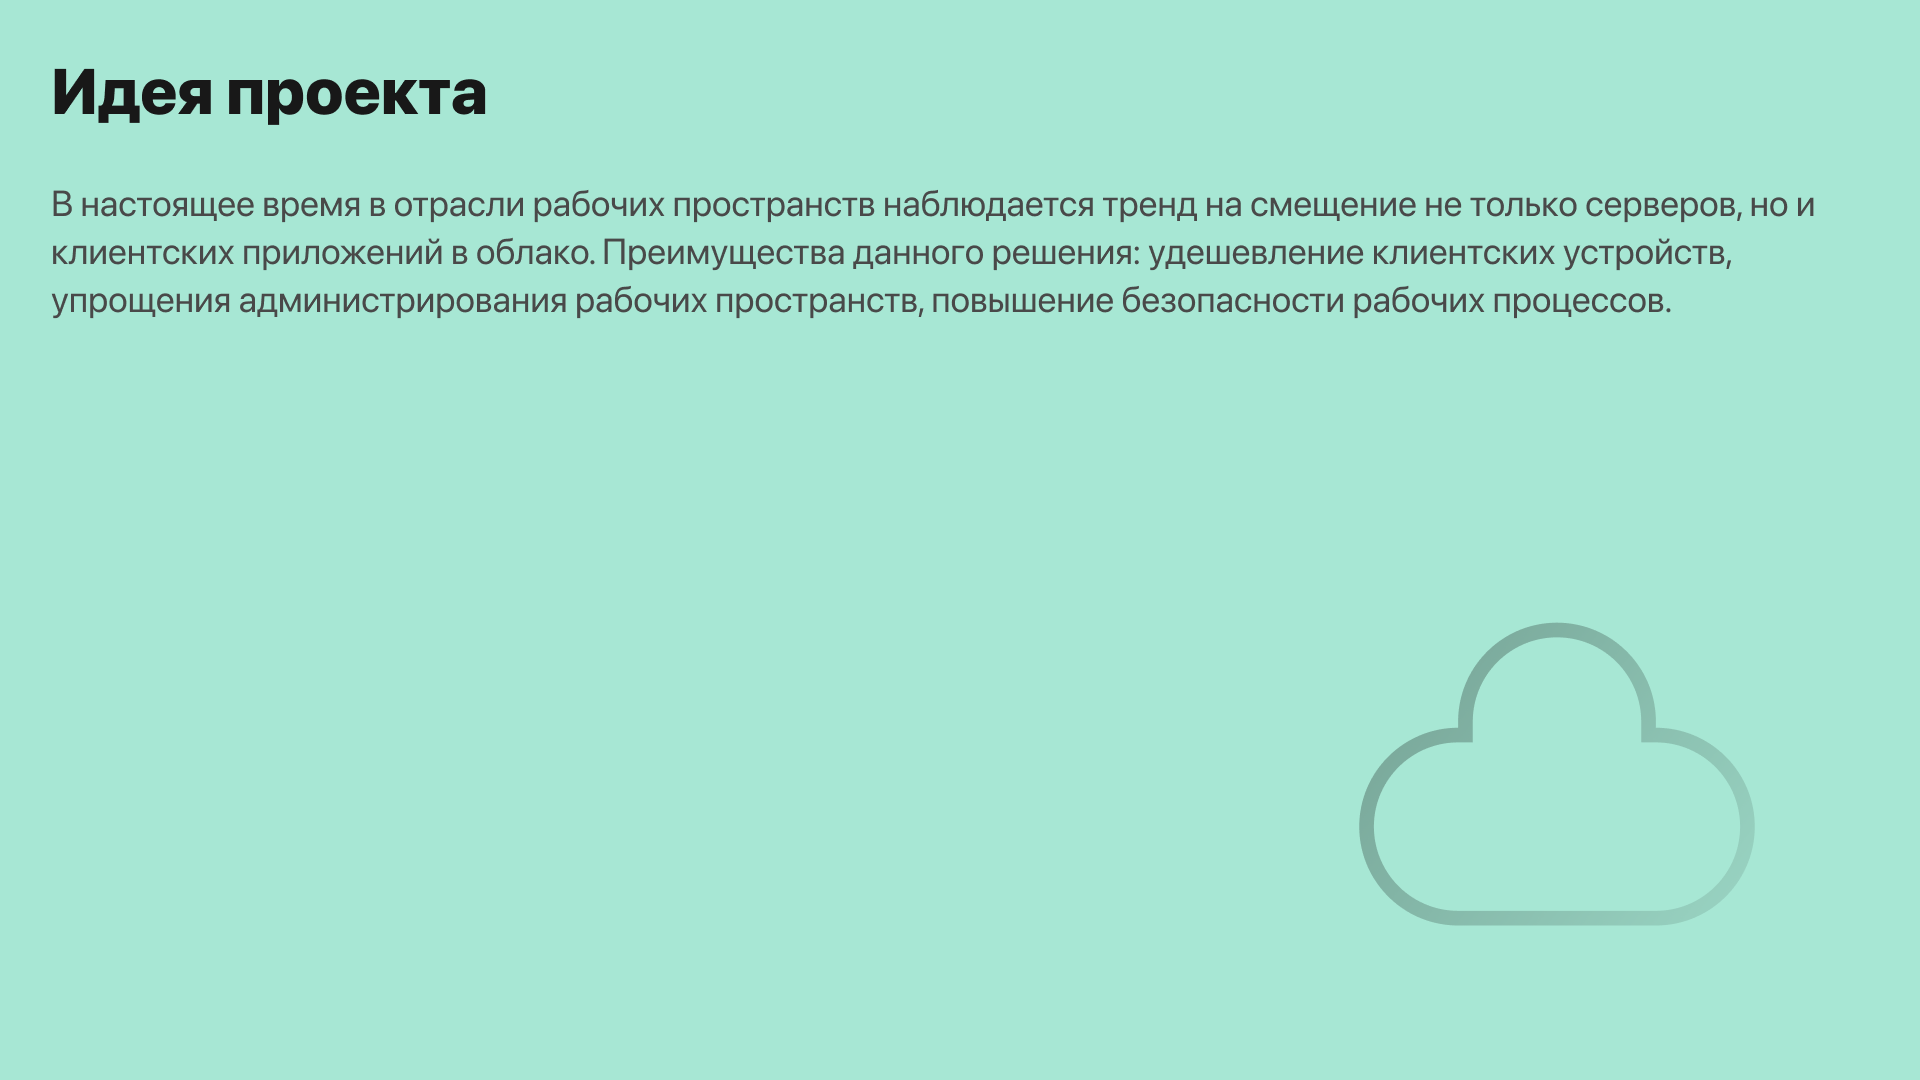 Идея проекта
В настоящее время в отрасли рабочих пространств наблюдается тренд на смещение не только серверов, но и
клиентских приложений в облако. Преимущества данного решения: удешевление клиентских устройств,
упрощения администрирования рабочих пространств, повышение безопасности рабочих процессов.